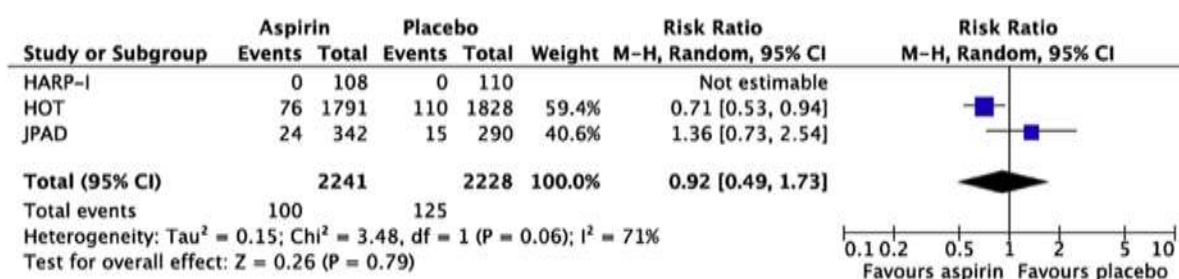 Aspirin Placebo Risk Ratio Risk Ratio
Study or Subgroup Events Total Events Total Weight M-H, Random, 95% CI M-H, Random, 95% CI
HARP-I 0 108 0 110 Not estimable
HOT 76 1791 110 1828 59.4% 0.71 [0.53, 0.94]
JPAD 24 342 15 290 40.6% 1.36 [0.73, 2.54]
Total (95% CI) 2241 2228 100.0% 0.92 [0.49, 1.73]
Total events 100 125
Heterogeneity: Tau² = 0.15; Chi² = 3.48, df = 1 (P = 0.06); I² = 71%
Test for overall effect: Z = 0.26 (P = 0.79)
0.1 0.2 0.5 1 2 5 10
Favours aspirin Favours placebo